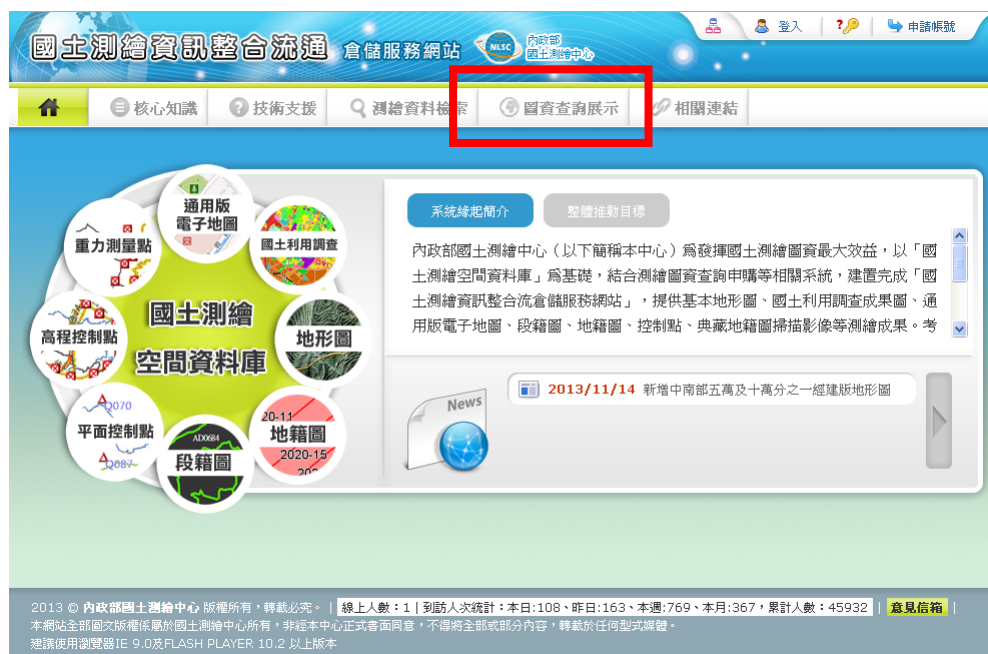 國土測繪資訊整合流通 倉儲服務網站 NLSC 內政部
國土測繪中心
登入 申請帳號
核心知識 技術支援 測繪資料檢索 圖資查詢展示 相關連結
通用版
電子地圖
國土利用調查
重力測量點
高程控制點
地形圖
國土測繪
空間資料庫
平面控制點
段籍圖
地籍圖
Q070
Q087
AD0684
20-11
2020-15
202
系統緣起簡介 整體推動目標
內政部國土測繪中心（以下簡稱本中心）為發揮國土測繪圖資最大效益，以「國
土測繪空間資料庫」為基礎，結合測繪圖資查詢申購等相關系統，建置完成「國
土測繪資訊整合流倉儲服務網站」，提供基本地形圖、國土利用調查成果圖、通
用版電子地圖、段籍圖、地籍圖、控制點、典藏地籍圖掃描影像等測繪成果。考
News
2013/11/14 新增中南部五萬及十萬分之一經建版地形圖
2013 © 內政部國土測繪中心 版權所有，轉載必究。 | 線上人數：1 | 到訪人次統計：本日:108、昨日:163、本週:769、本月:367，累計人數：45932 | 意見信箱 |
本網站全部圖文版權係屬於國土測繪中心所有，非經本中心正式書面同意，不得將全部或部分內容，轉載於任何型式媒體。
建議使用瀏覽器IE 9.0及FLASH PLAYER 10.2 以上版本